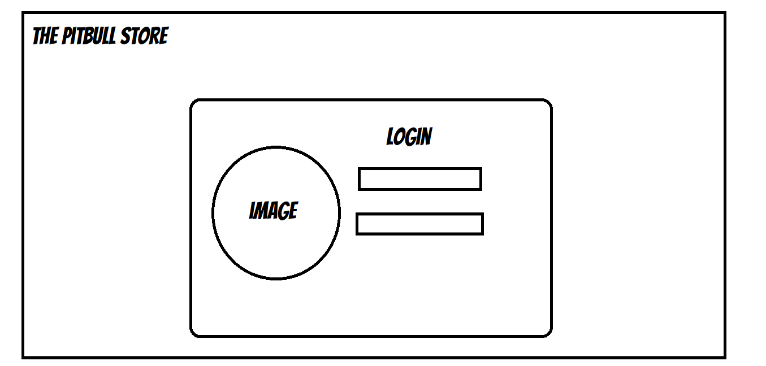 THE PITBULL STORE
LOGIN
IMAGE